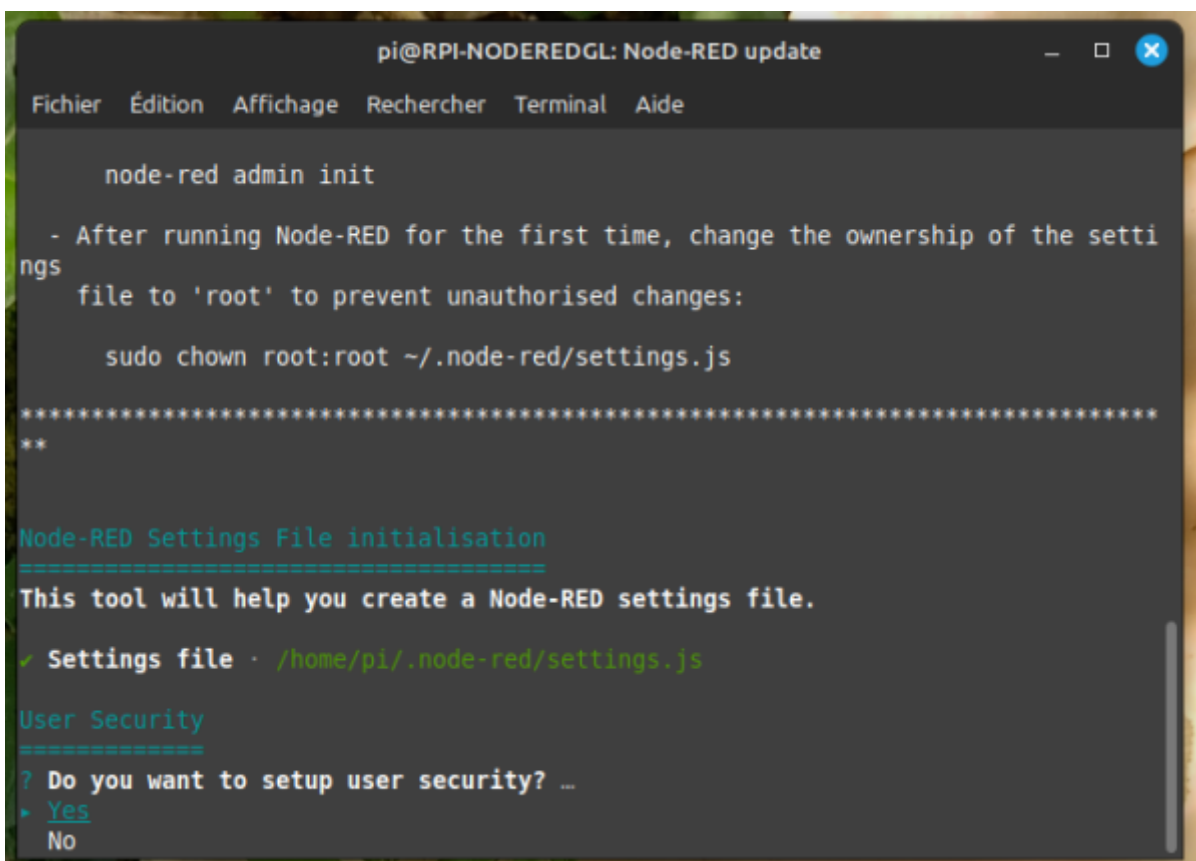 pi@RPI-NODEREDGL: Node-RED update
Fichier Édition Affichage Rechercher Terminal Aide
node-red admin init
- After running Node-RED for the first time, change the ownership of the setti
ngs
file to 'root' to prevent unauthorised changes:
sudo chown root:root ~/.node-red/settings.js
********************************************************************************
**
Node-RED Settings File initialisation
=====================================
This tool will help you create a Node-RED settings file.
✔ Settings file · /home/pi/.node-red/settings.js
User Security
=============
? Do you want to setup user security? …
▸ Yes
No